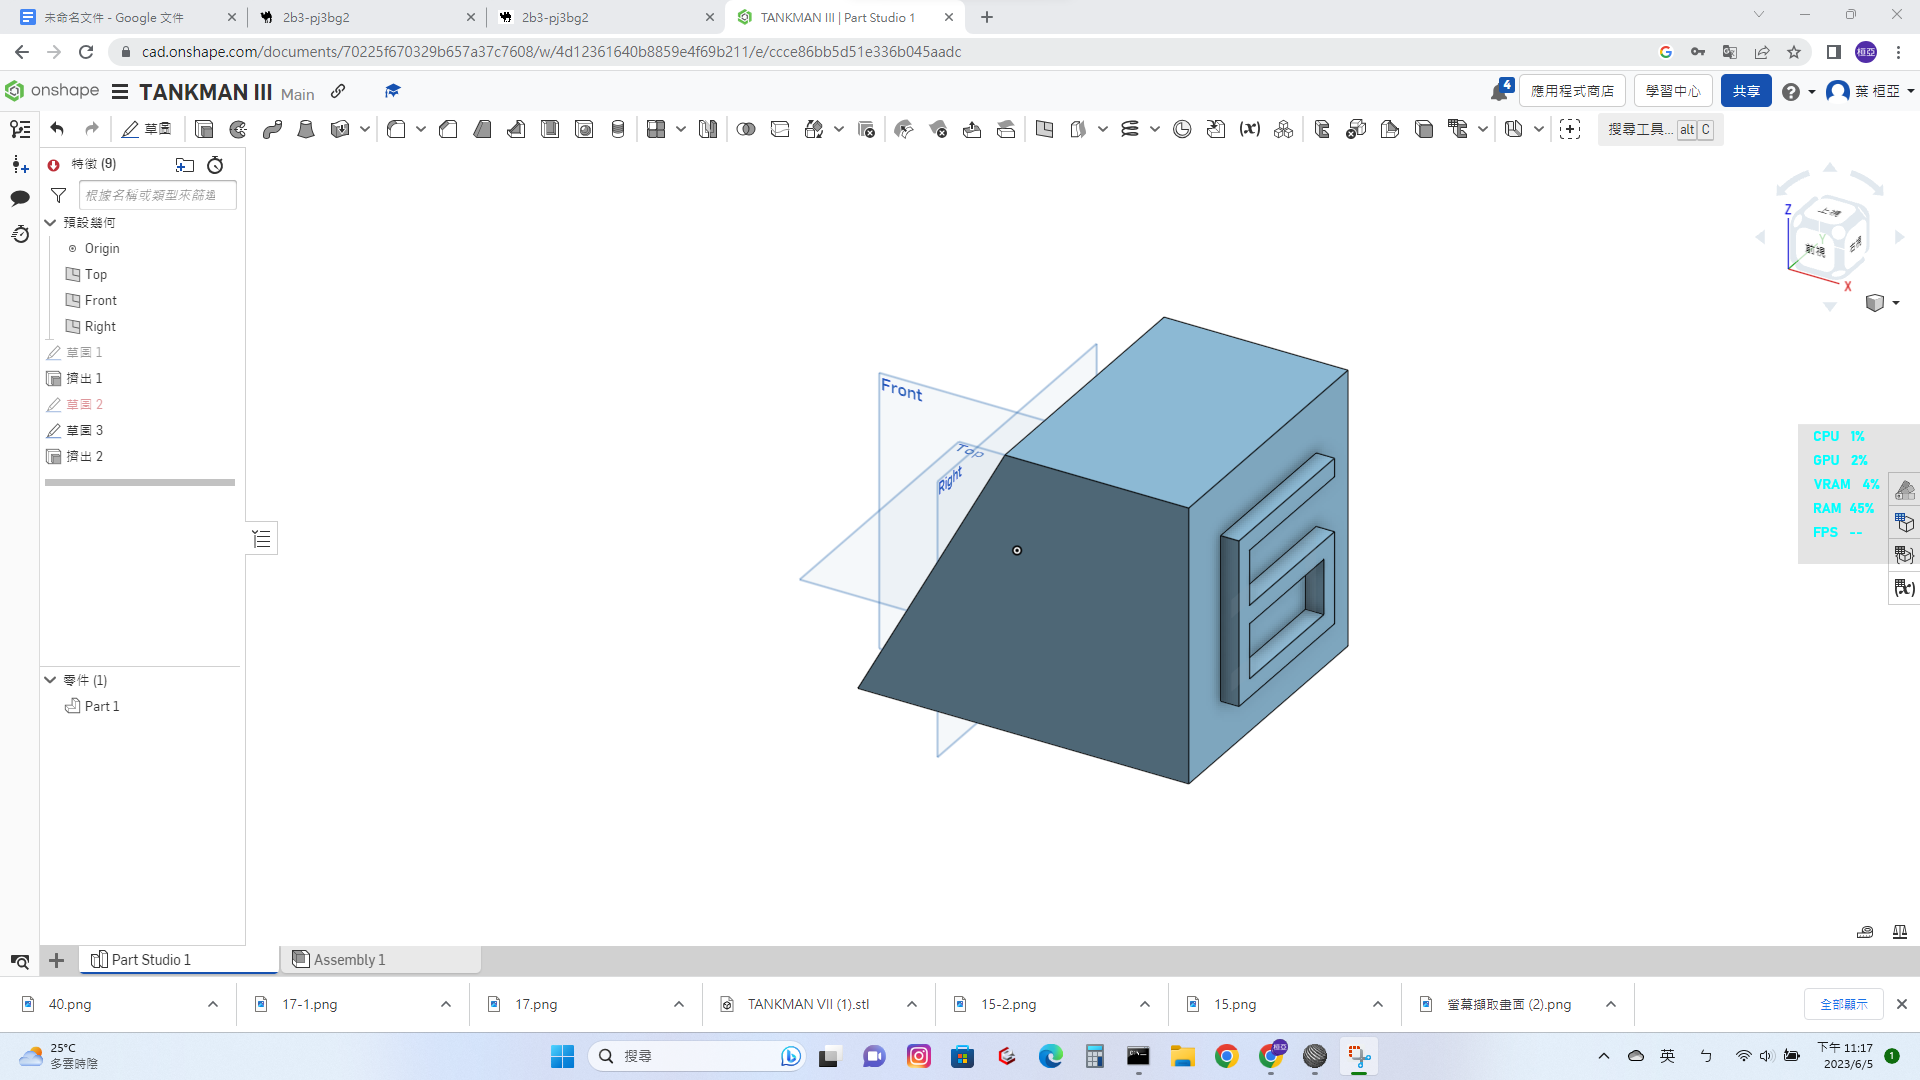 未命名文件 - Google 文件
2b3-pj3bg2
2b3-pj3bg2
TANKMAN III | Part Studio 1
cad.onshape.com/documents/70225f670329b657a37c7608/w/4d12361640b8859e4f69b211/e/ccce86bb5d51e336b045aadc
桓亞
onshape
TANKMAN III Main
4
應用程式商店
學習中心
共享
葉 桓亞
草圖
搜尋工具... alt C
特徵 (9)
根據名稱或類型來篩選
預設幾何
Origin
Top
Front
Right
草圖 1
擠出 1
草圖 2
草圖 3
擠出 2
零件 (1)
Part 1
Front
Top
Right
Z
上視
Y
前視
右視
X
CPU 1%
GPU 2%
VRAM 4%
RAM 45%
FPS --
Part Studio 1
Assembly 1
40.png
17-1.png
17.png
TANKMAN VII (1).stl
15-2.png
15.png
螢幕擷取畫面 (2).png
全部顯示
25°C
多雲時陰
搜尋
桓亞
英
ㄅ
下午 11:17
2023/6/5
1